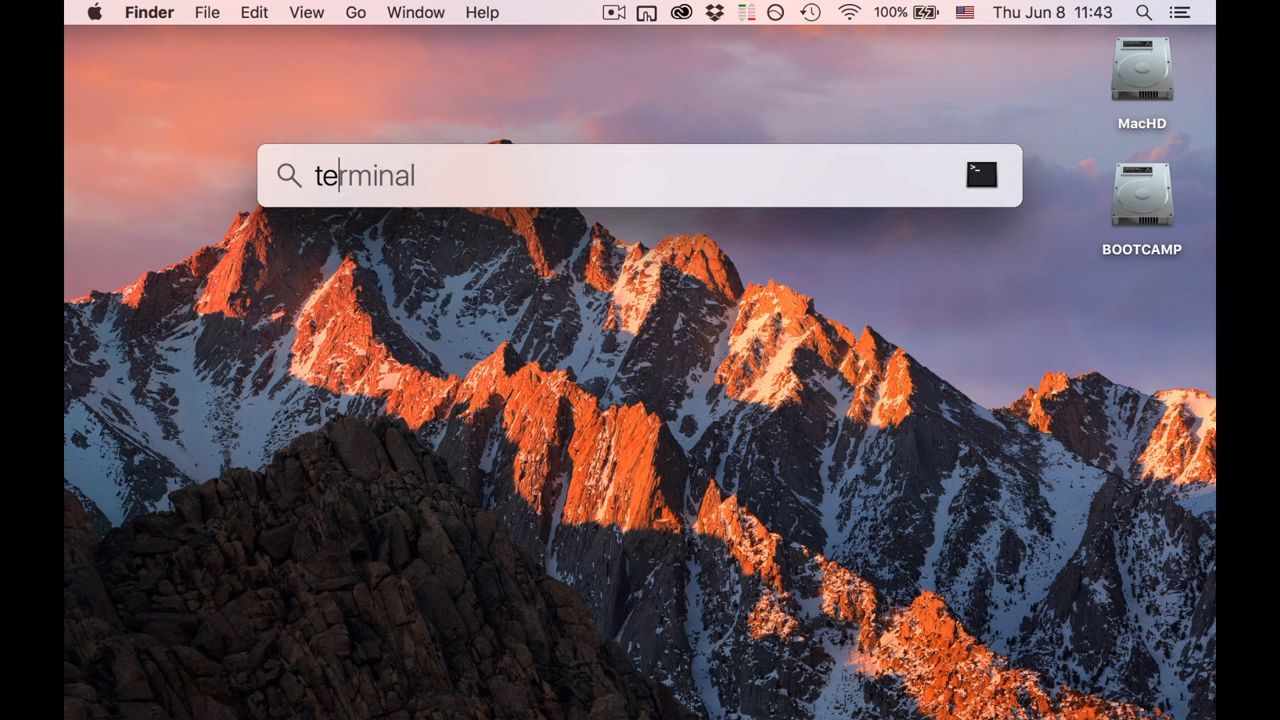 Finder File Edit View Go Window Help 100% Thu Jun 8 11:43
MacHD
terminal
BOOTCAMP